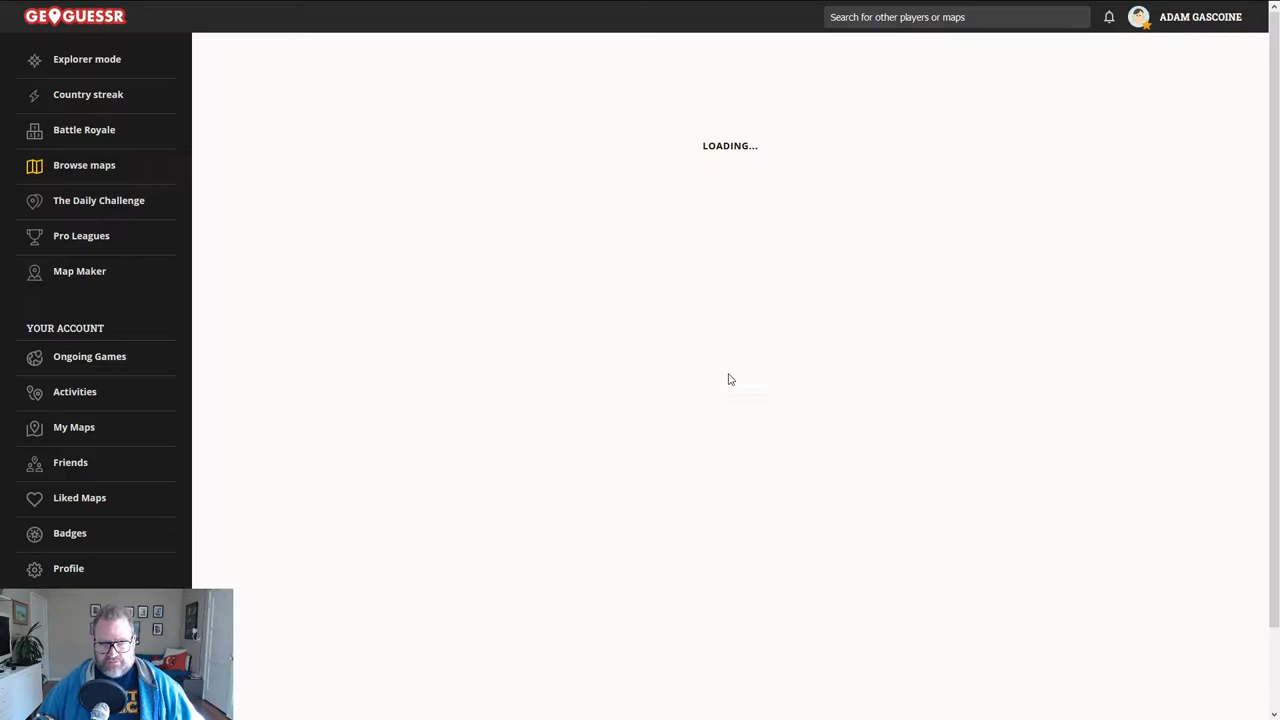 GEOGUESSR
Search for other players or maps
ADAM GASCOINE
Explorer mode
Country streak
Battle Royale
Browse maps
The Daily Challenge
Pro Leagues
Map Maker
YOUR ACCOUNT
Ongoing Games
Activities
My Maps
Friends
Liked Maps
Badges
Profile
LOADING...